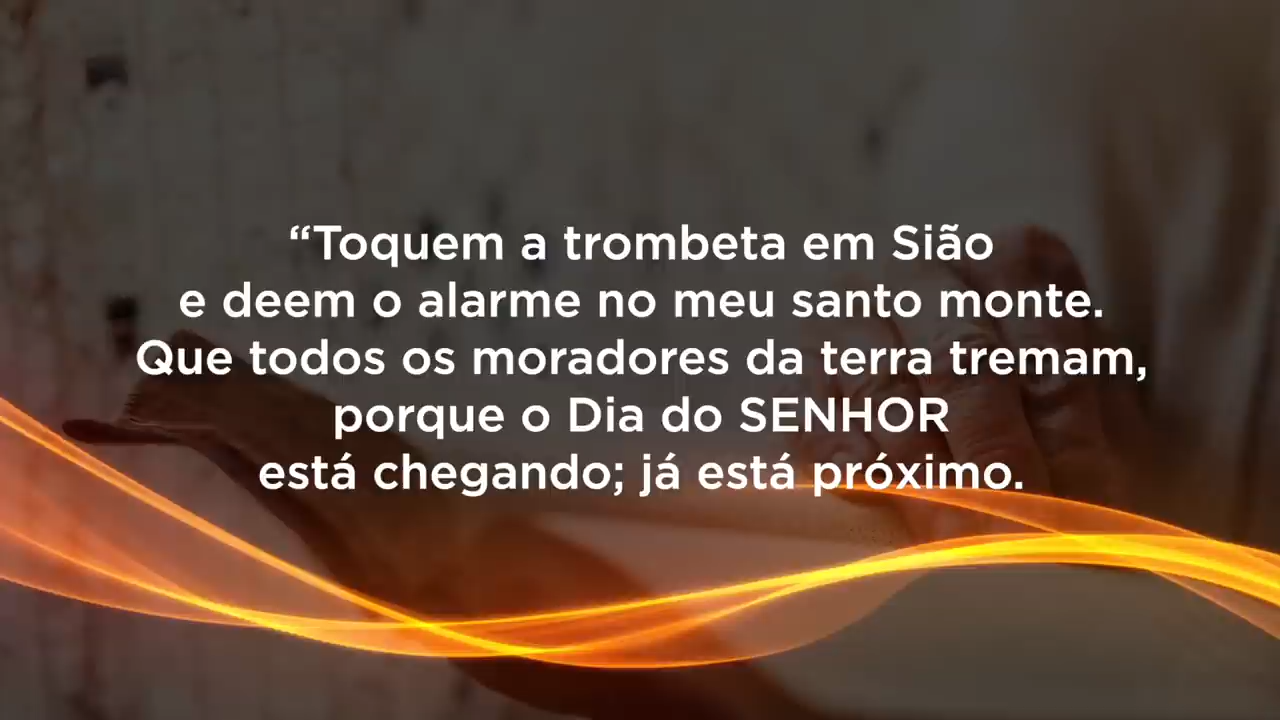 “Toquem a trombeta em Sião
e deem o alarme no meu santo monte.
Que todos os moradores da terra tremam,
porque o Dia do SENHOR
está chegando; já está próximo.